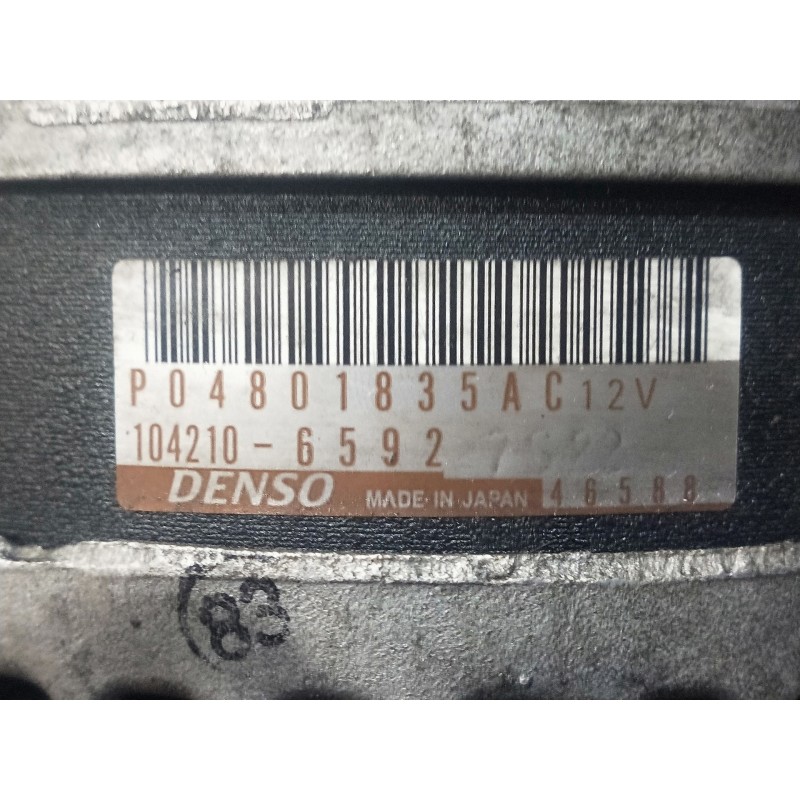 P04801835AC 12V
104210-6592
DENSO MADE IN JAPAN 46588
83